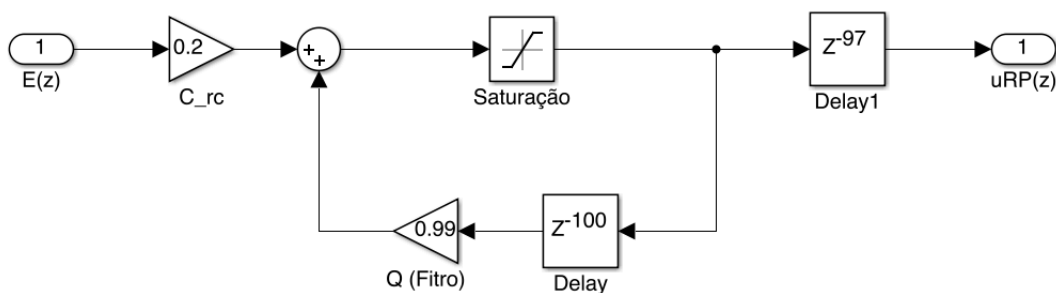 1
E(z)
0.2
C_rc
+
+
Saturação
Z-97
Delay1
1
uRP(z)
0.99
Q (Fitro)
Z-100
Delay